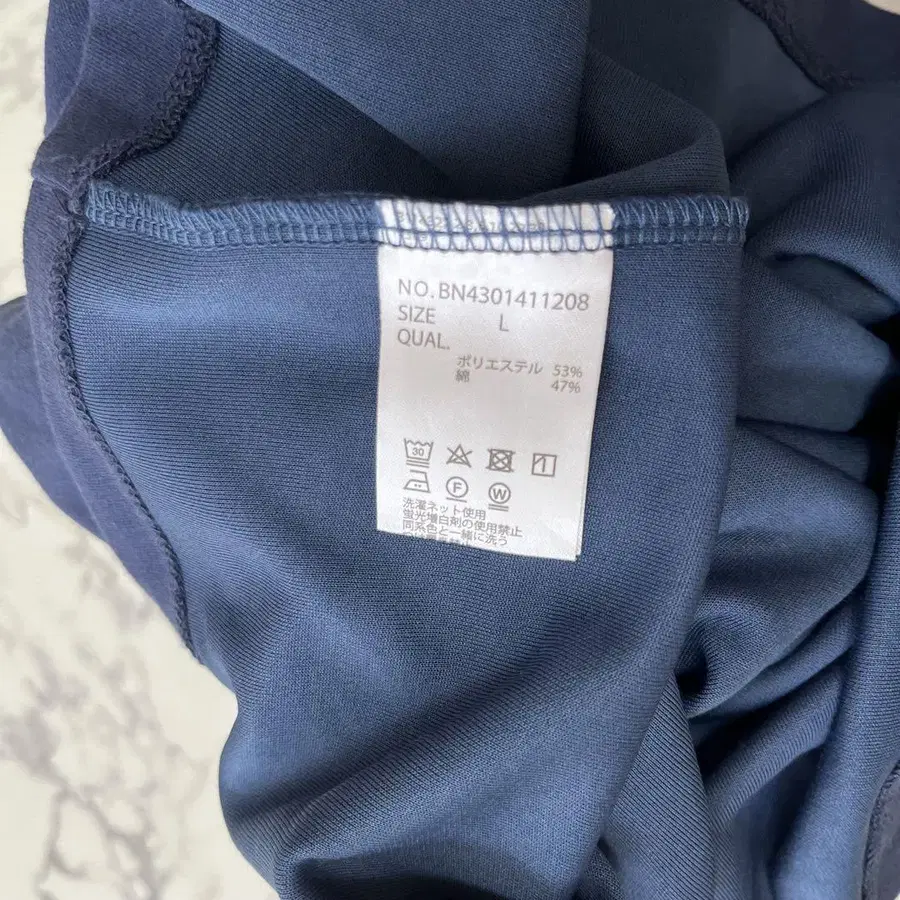 NO.BN4301411208
SIZE L
QUAL.
ポリエステル 53%
綿 47%
30
F
W
洗濯ネット使用
蛍光増白剤の使用禁止
同系色と一緒に洗う